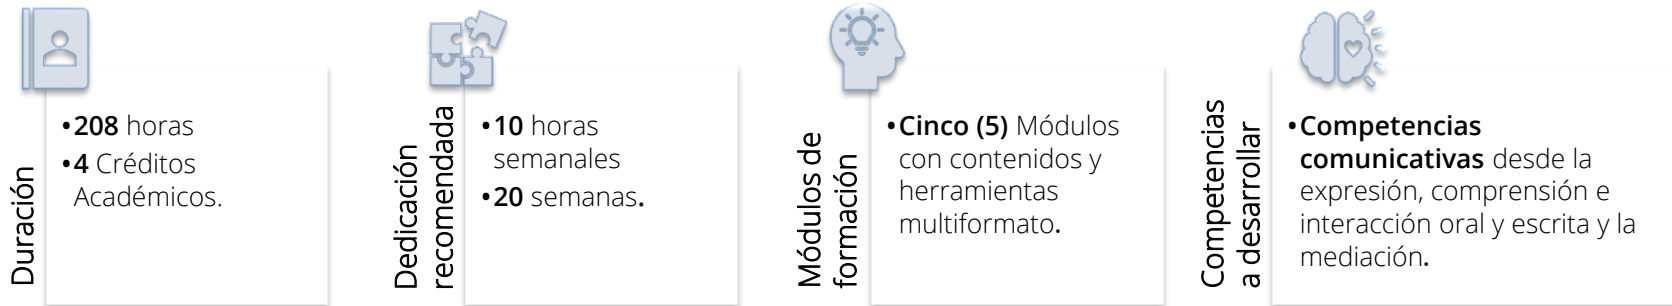 Duración
•208 horas
•4 Créditos
Académicos.
Dedicación
recomendada
•10 horas
semanales
•20 semanas.
Módulos de
formación
•Cinco (5) Módulos
con contenidos y
herramientas
multiformato.
Competencias
a desarrollar
•Competencias
comunicativas desde la
expresión, comprensión e
interacción oral y escrita y la
mediación.